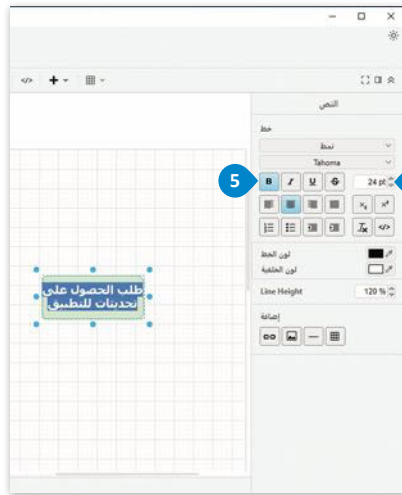 النص
خط
نمط
Tahoma
5
B I U S 24 pt
لون الخط
لون الخلفية
Line Height 120 %
إضافة
طلب الحصول على
تحديثات للتطبيق